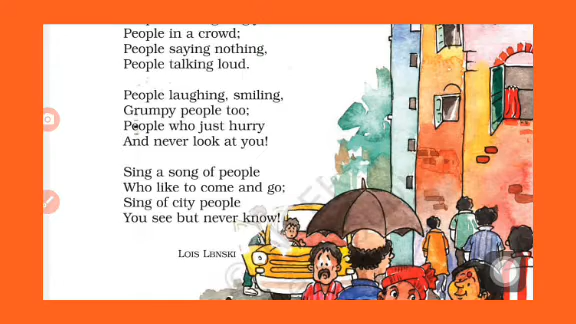 People in a crowd;
People saying nothing,
People talking loud.
People laughing, smiling,
Grumpy people too;
People who just hurry
And never look at you!
Sing a song of people
Who like to come and go;
Sing of city people
You see but never know!
LOIS LENSKI